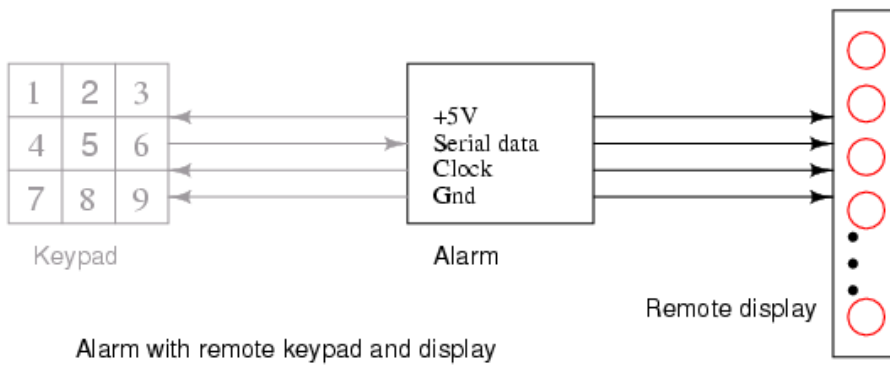 1 2 3
4 5 6
7 8 9
Keypad
+5V
Serial data
Clock
Gnd
Alarm
Remote display
Alarm with remote keypad and display